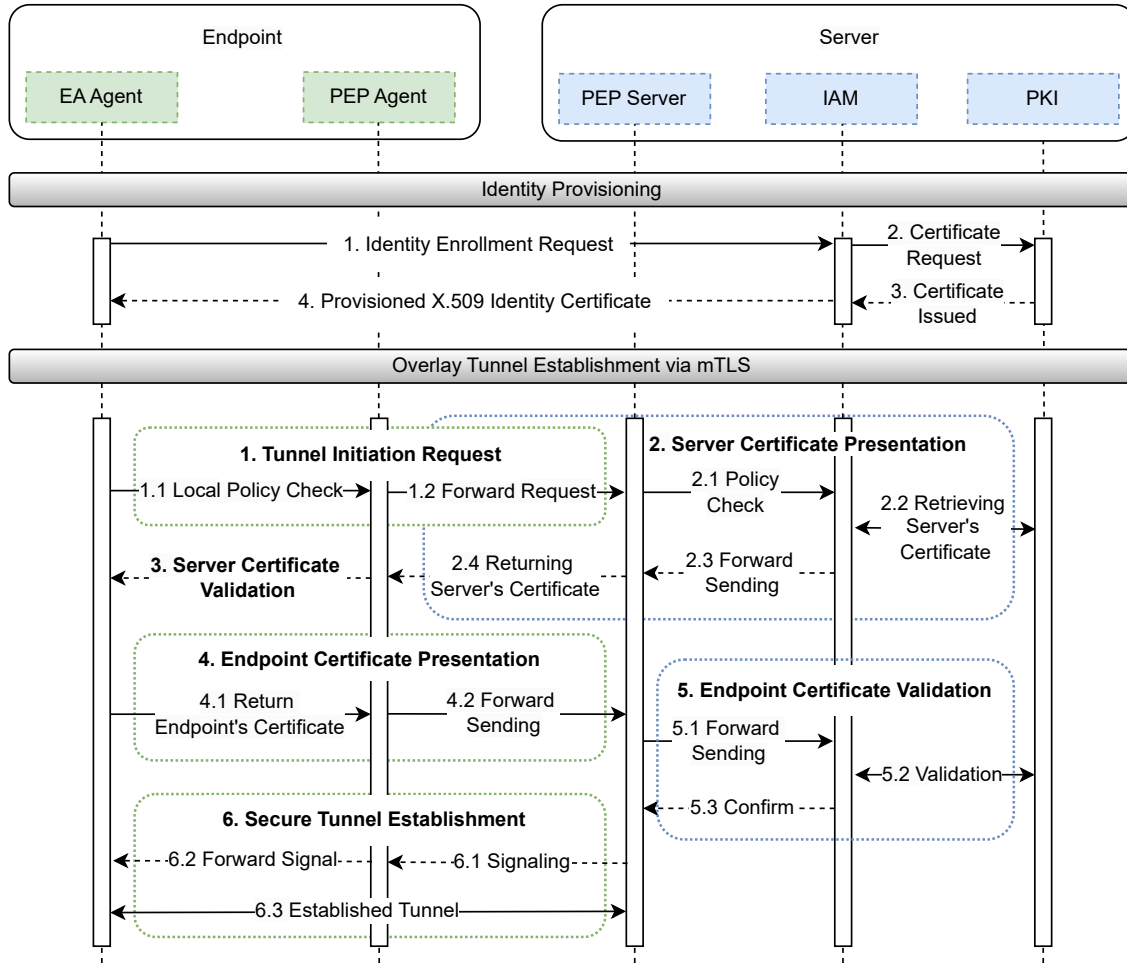 Endpoint
Server
EA Agent
PEP Agent
PEP Server
IAM
PKI
Identity Provisioning
1. Identity Enrollment Request
2. Certificate
Request
4. Provisioned X.509 Identity Certificate
3. Certificate
Issued
Overlay Tunnel Establishment via mTLS
1. Tunnel Initiation Request
2. Server Certificate Presentation
1.1 Local Policy Check
1.2 Forward Request
2.1 Policy
Check
2.2 Retrieving
Server's
Certificate
3. Server Certificate
Validation
2.4 Returning
Server's Certificate
2.3 Forward
Sending
4. Endpoint Certificate Presentation
4.1 Return
Endpoint's Certificate
4.2 Forward
Sending
5. Endpoint Certificate Validation
5.1 Forward
Sending
5.2 Validation
5.3 Confirm
6. Secure Tunnel Establishment
6.2 Forward Signal
6.1 Signaling
6.3 Established Tunnel